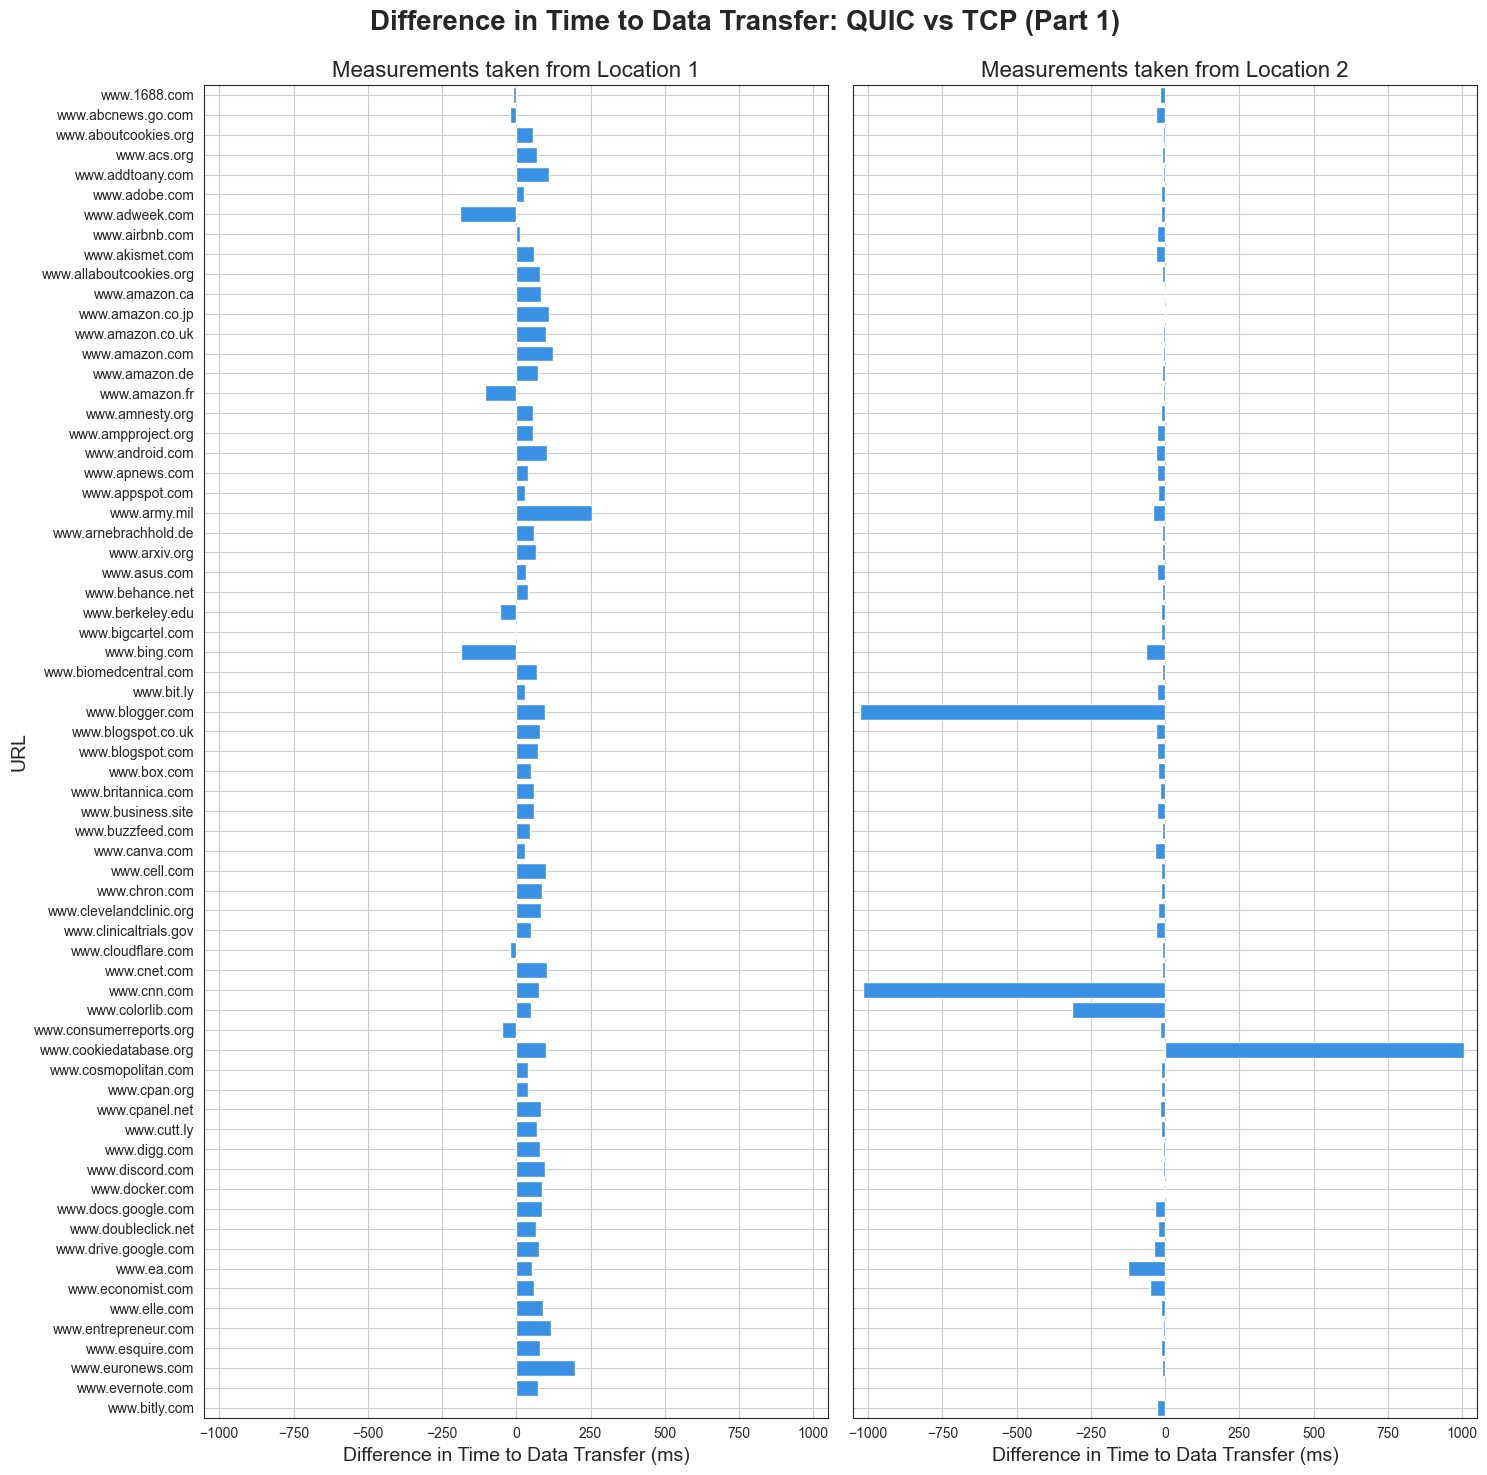 Difference in Time to Data Transfer: QUIC vs TCP (Part 1)
Measurements taken from Location 1
Measurements taken from Location 2
URL
www.1688.com
www.abcnews.go.com
www.aboutcookies.org
www.acs.org
www.addtoany.com
www.adobe.com
www.adweek.com
www.airbnb.com
www.akismet.com
www.allaboutcookies.org
www.amazon.ca
www.amazon.co.jp
www.amazon.co.uk
www.amazon.com
www.amazon.de
www.amazon.fr
www.amnesty.org
www.ampproject.org
www.android.com
www.apnews.com
www.appspot.com
www.army.mil
www.arnebrachhold.de
www.arxiv.org
www.asus.com
www.behance.net
www.berkeley.edu
www.bigcartel.com
www.bing.com
www.biomedcentral.com
www.bit.ly
www.blogger.com
www.blogspot.co.uk
www.blogspot.com
www.box.com
www.britannica.com
www.business.site
www.buzzfeed.com
www.canva.com
www.cell.com
www.chron.com
www.clevelandclinic.org
www.clinicaltrials.gov
www.cloudflare.com
www.cnet.com
www.cnn.com
www.colorlib.com
www.consumerreports.org
www.cookiedatabase.org
www.cosmopolitan.com
www.cpan.org
www.cpanel.net
www.cutt.ly
www.digg.com
www.discord.com
www.docker.com
www.docs.google.com
www.doubleclick.net
www.drive.google.com
www.ea.com
www.economist.com
www.elle.com
www.entrepreneur.com
www.esquire.com
www.euronews.com
www.evernote.com
www.bitly.com
−1000 −750 −500 −250 0 250 500 750 1000
Difference in Time to Data Transfer (ms)
−1000 −750 −500 −250 0 250 500 750 1000
Difference in Time to Data Transfer (ms)